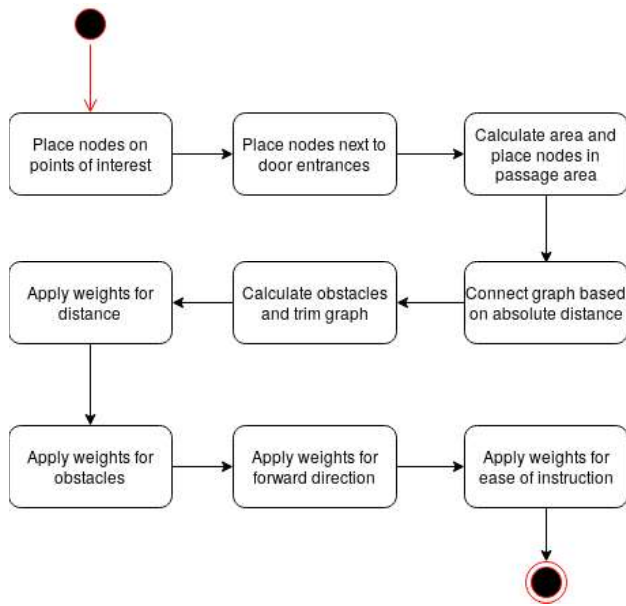 Place nodes on
points of interest
Place nodes next to
door entrances
Calculate area and
place nodes in
passage area
Apply weights for
distance
Calculate obstacles
and trim graph
Connect graph based
on absolute distance
Apply weights for
obstacles
Apply weights for
forward direction
Apply weights for
ease of instruction